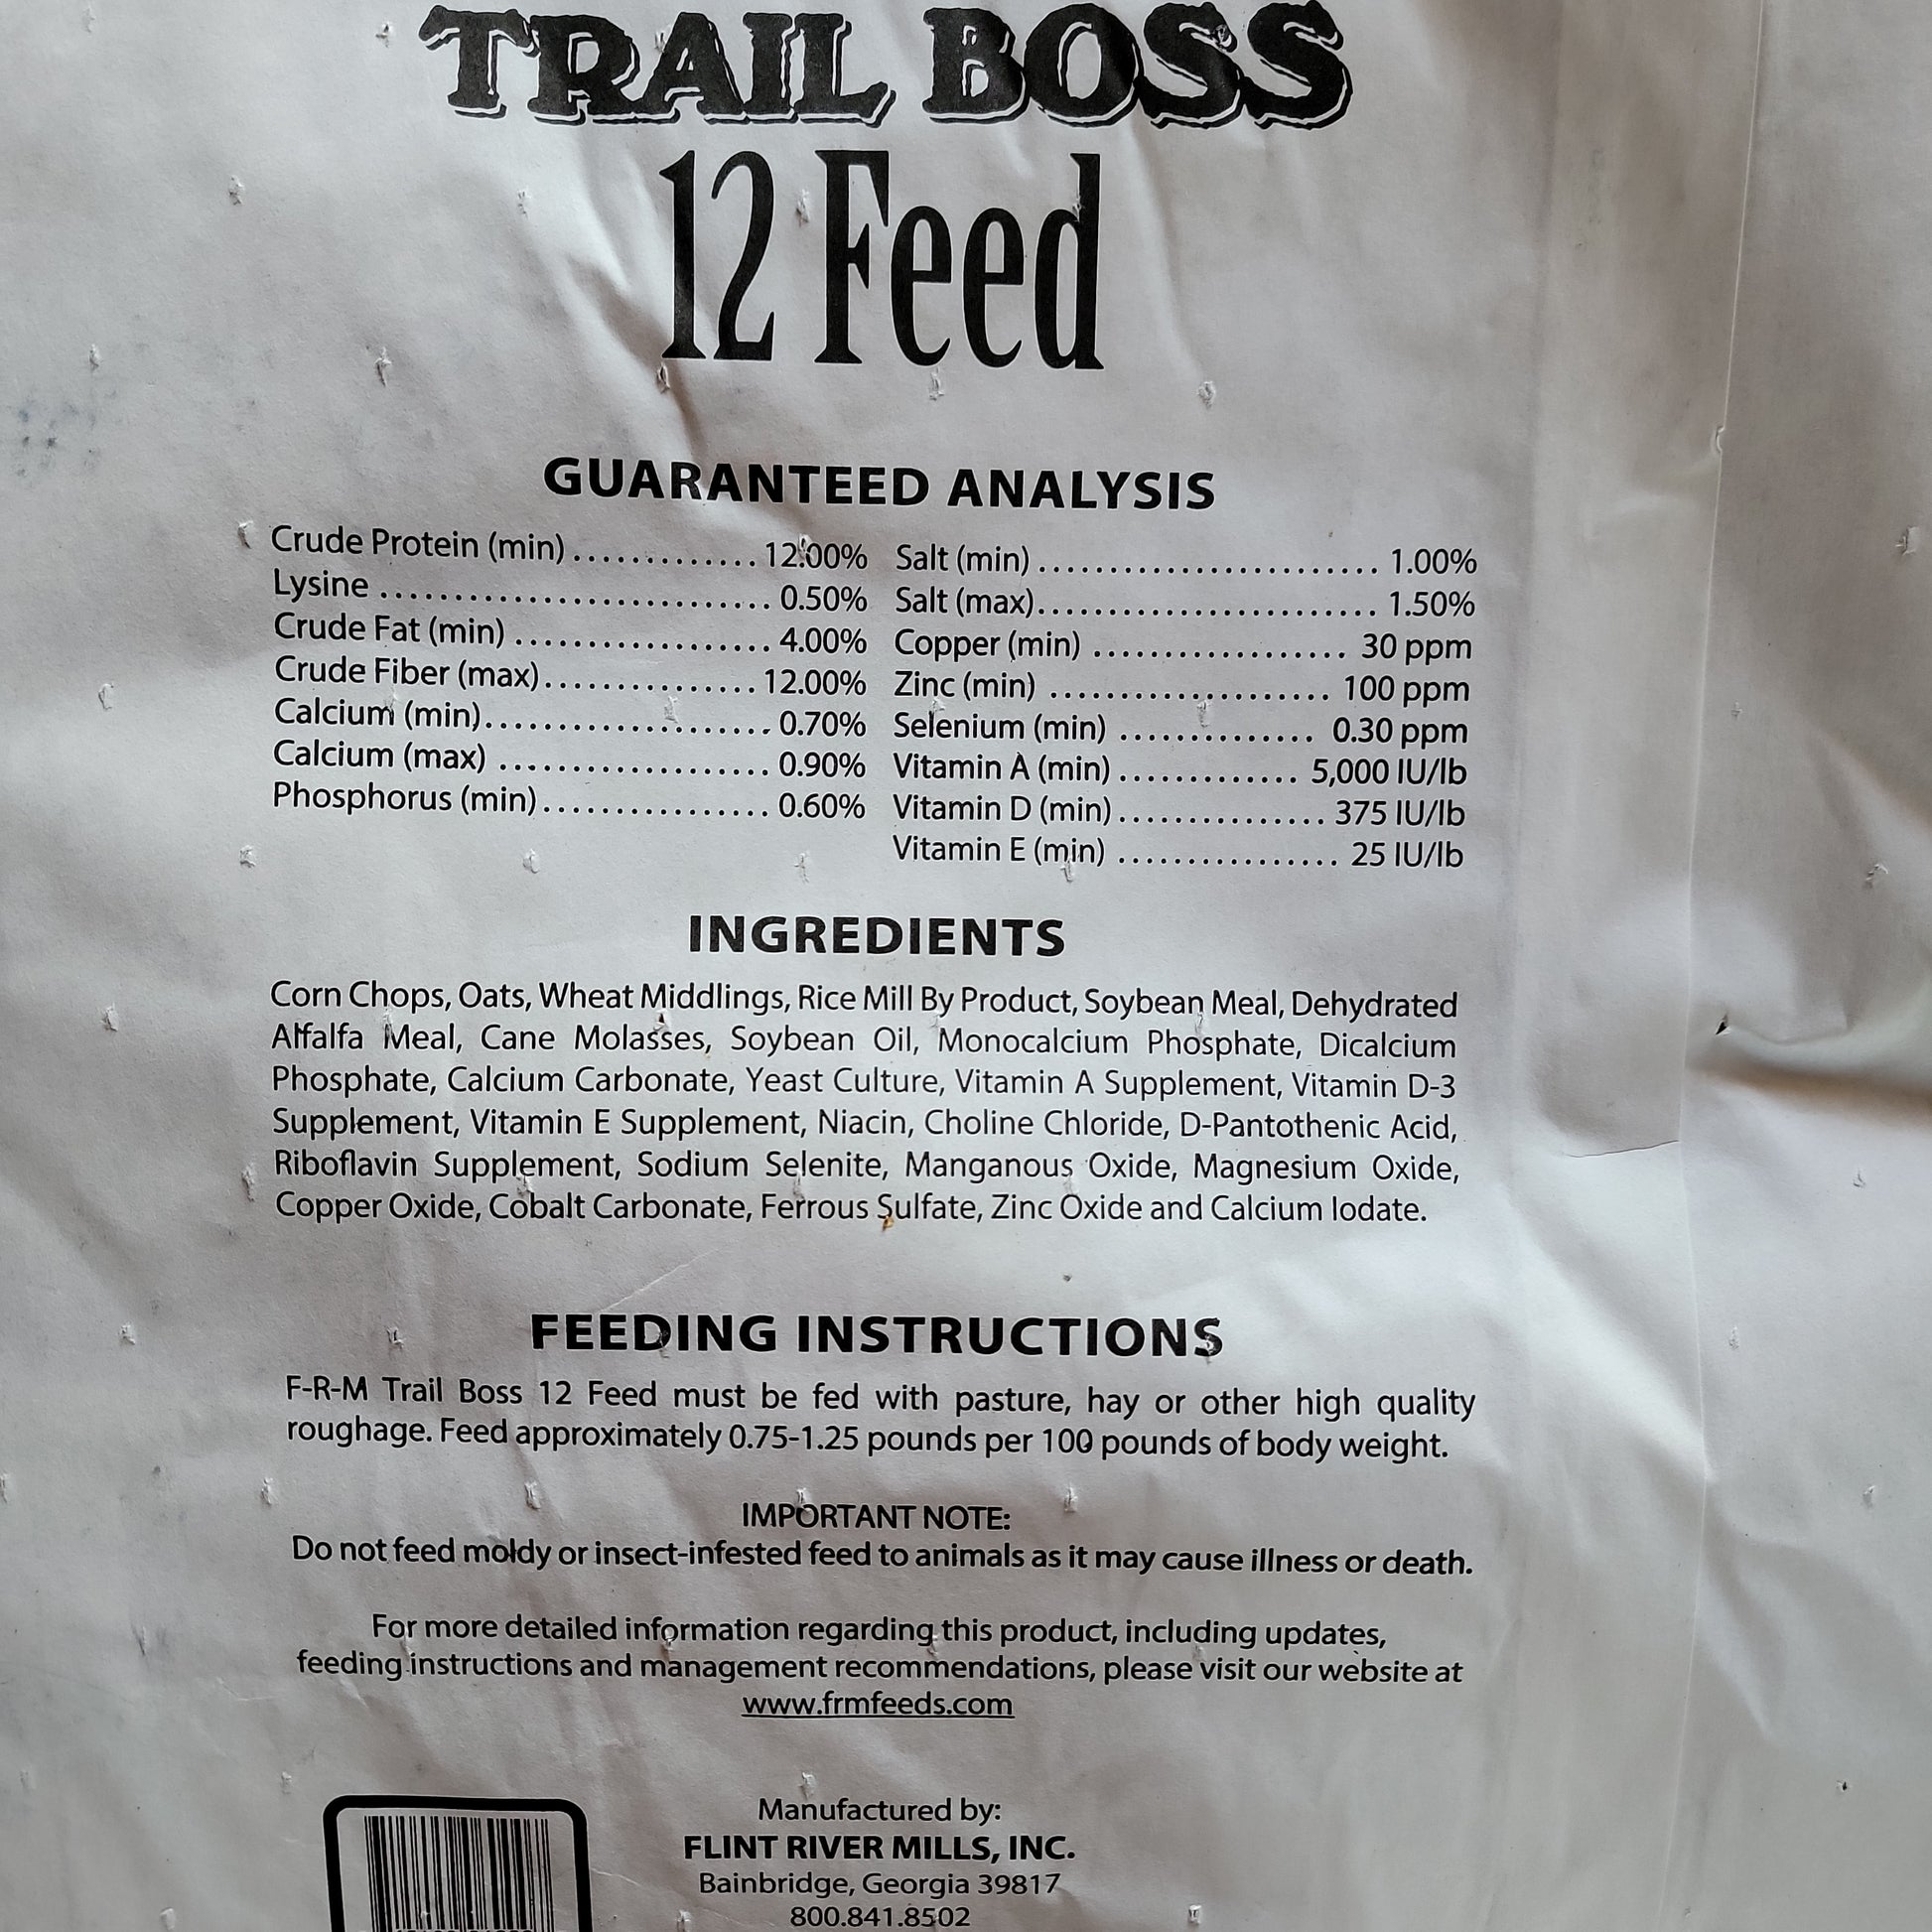 TRAIL BOSS
12 Feed
GUARANTEED ANALYSIS
Crude Protein (min) ............. 12.00%
Lysine ............................ 0.50%
Crude Fat (min) ................... 4.00%
Crude Fiber (max)............... 12.00%
Calcium (min)..................... 0.70%
Calcium (max) .................... 0.90%
Phosphorus (min)................ 0.60%
Salt (min) ......................... 1.00%
Salt (max)......................... 1.50%
Copper (min) .................. 30 ppm
Zinc (min) .................... 100 ppm
Selenium (min) .............. 0.30 ppm
Vitamin A (min) ............. 5,000 IU/lb
Vitamin D (min)............... 375 IU/lb
Vitamin E (min) ................ 25 IU/lb
INGREDIENTS
Corn Chops, Oats, Wheat Middlings, Rice Mill By Product, Soybean Meal, Dehydrated
Alfalfa Meal, Cane Molasses, Soybean Oil, Monocalcium Phosphate, Dicalcium
Phosphate, Calcium Carbonate, Yeast Culture, Vitamin A Supplement, Vitamin D-3
Supplement, Vitamin E Supplement, Niacin, Choline Chloride, D-Pantothenic Acid,
Riboflavin Supplement, Sodium Selenite, Manganous Oxide, Magnesium Oxide,
Copper Oxide, Cobalt Carbonate, Ferrous Sulfate, Zinc Oxide and Calcium Iodate.
FEEDING INSTRUCTIONS
F-R-M Trail Boss 12 Feed must be fed with pasture, hay or other high quality
roughage. Feed approximately 0.75-1.25 pounds per 100 pounds of body weight.
IMPORTANT NOTE:
Do not feed moldy or insect-infested feed to animals as it may cause illness or death.
For more detailed information regarding this product, including updates,
feeding instructions and management recommendations, please visit our website at
www.frmfeeds.com
Manufactured by:
FLINT RIVER MILLS, INC.
Bainbridge, Georgia 39817
800.841.8502